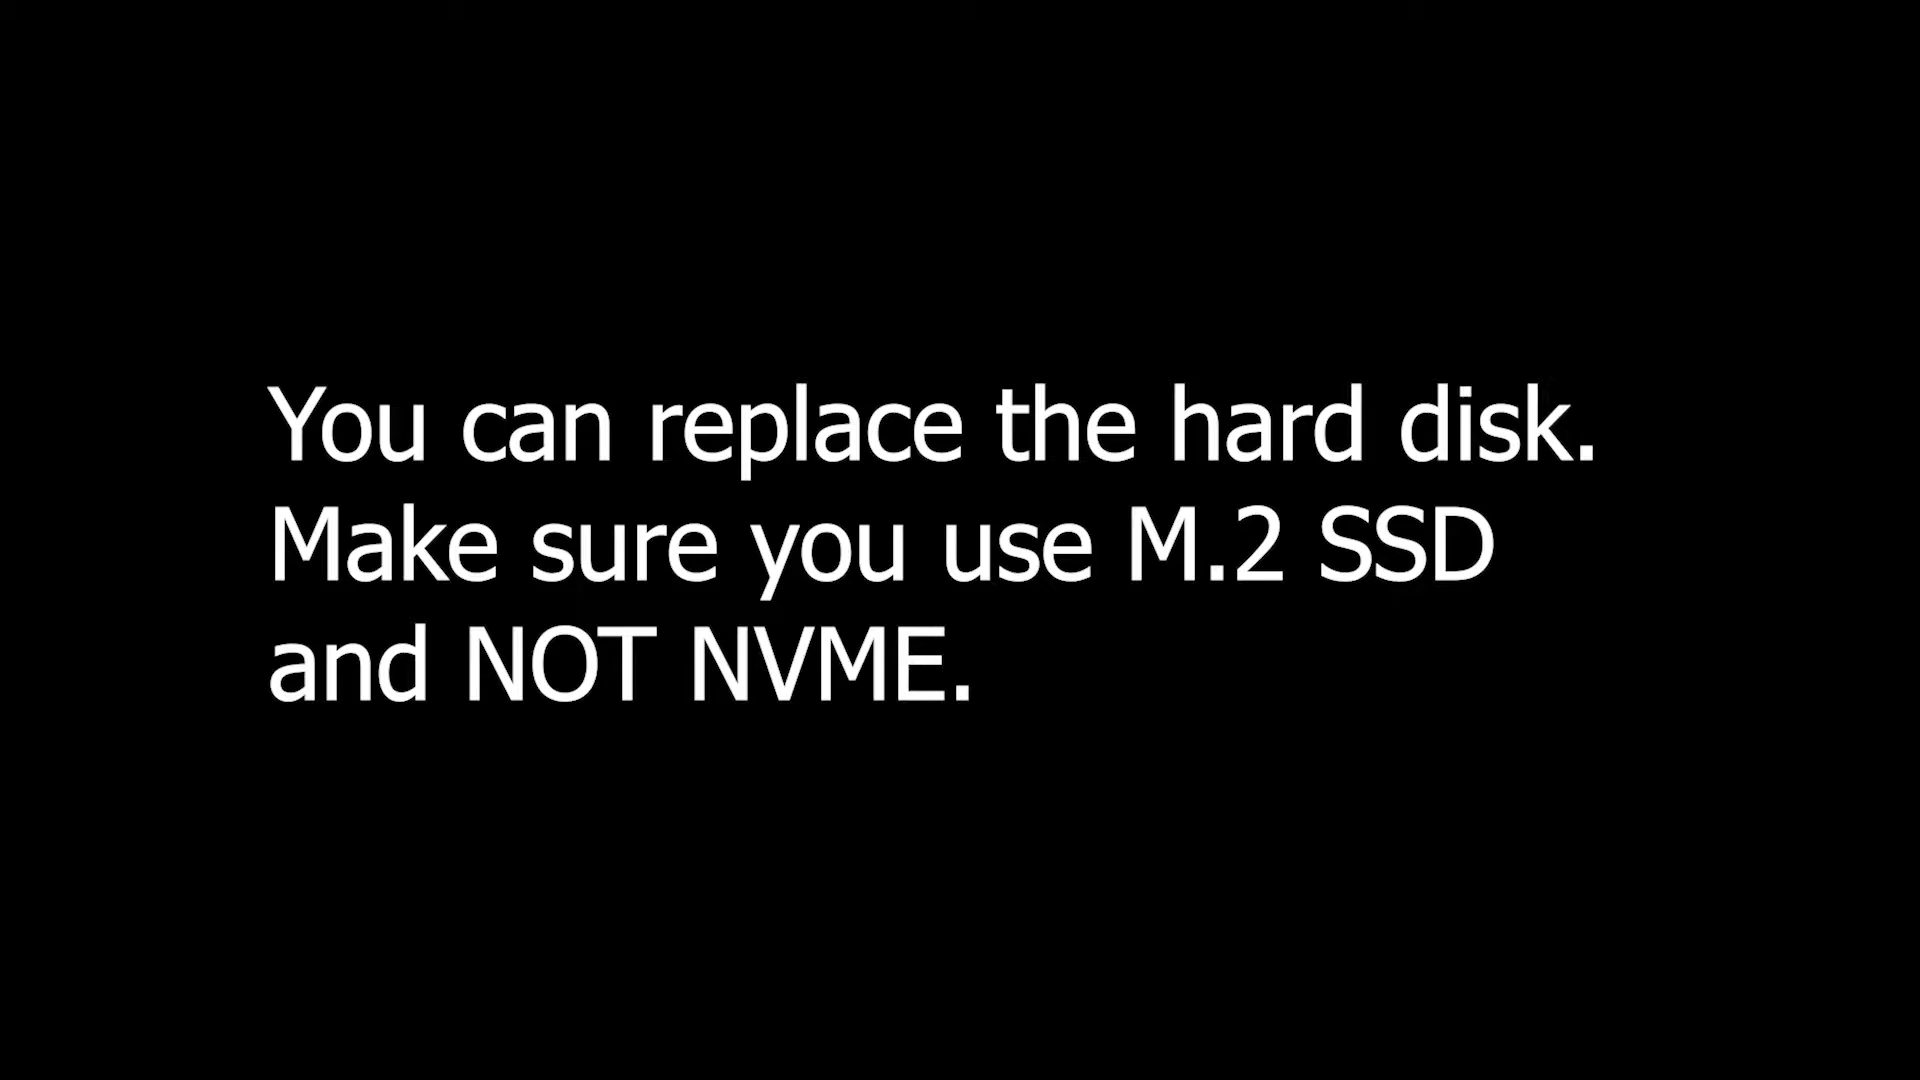 You can replace the hard disk.
Make sure you use M.2 SSD
and NOT NVME.